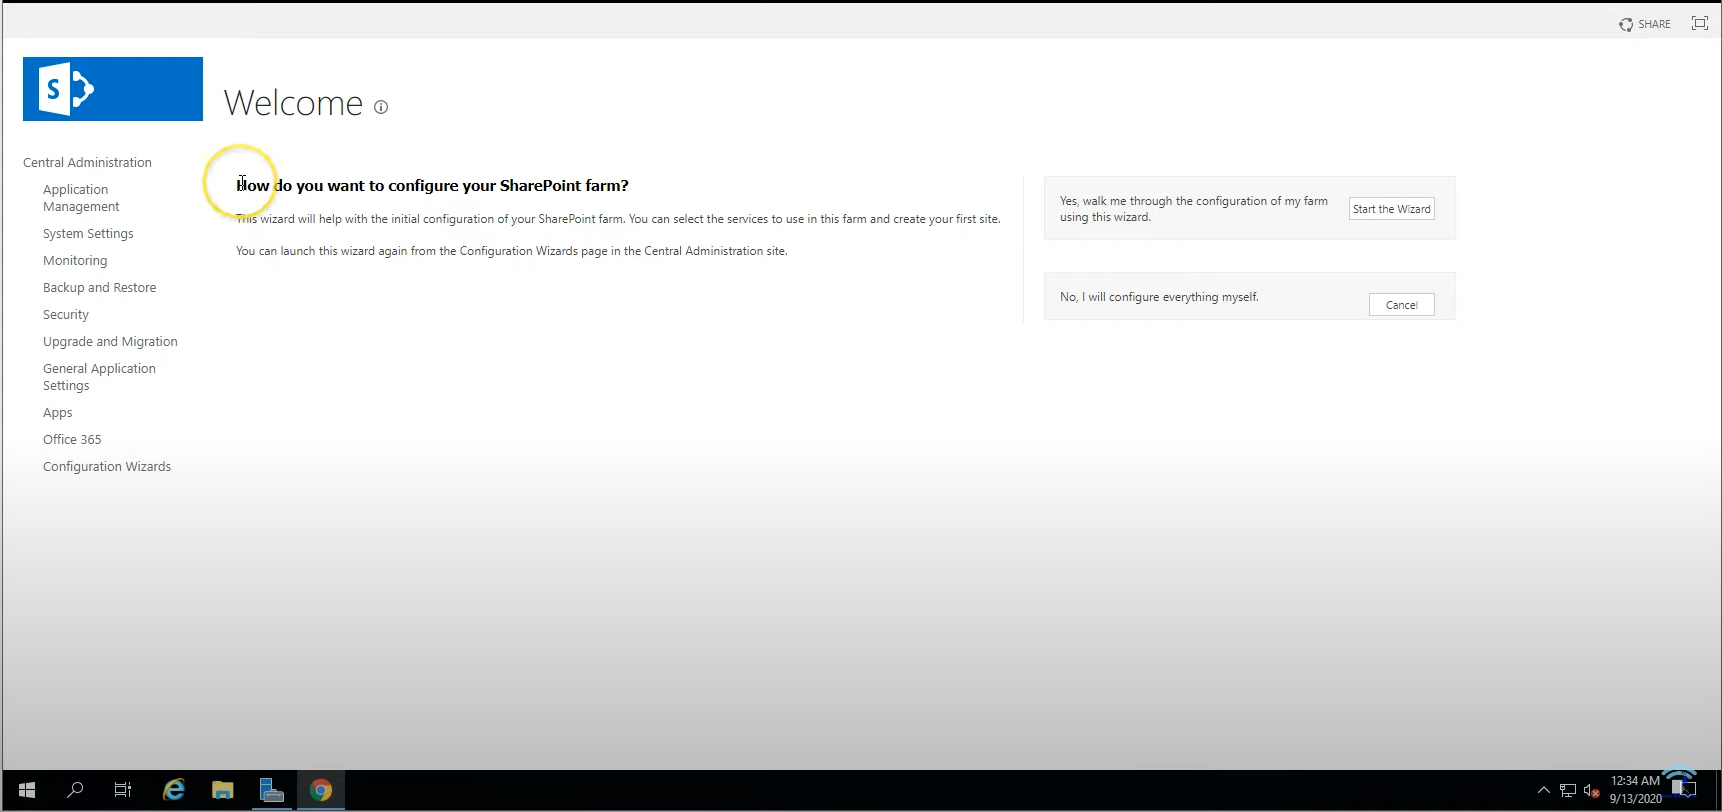 SHARE
S
Welcome
Central Administration
Application
Management
System Settings
Monitoring
Backup and Restore
Security
Upgrade and Migration
General Application
Settings
Apps
Office 365
Configuration Wizards
How do you want to configure your SharePoint farm?
This wizard will help with the initial configuration of your SharePoint farm. You can select the services to use in this farm and create your first site.
You can launch this wizard again from the Configuration Wizards page in the Central Administration site.
Yes, walk me through the configuration of my farm
using this wizard.
Start the Wizard
No, I will configure everything myself.
Cancel
12:34 AM
9/13/2020